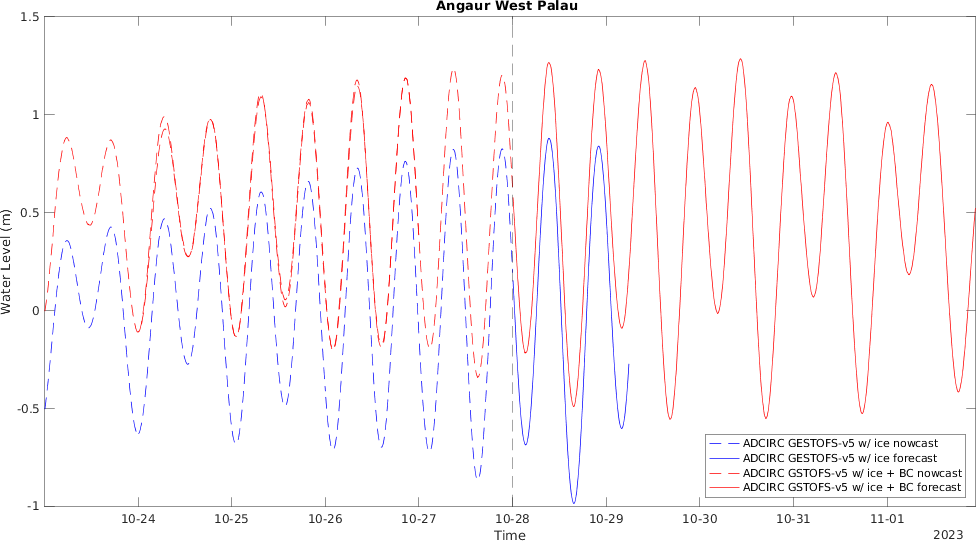 Angaur West Palau
1.5
1
0.5
0
-0.5
-1
Water Level (m)
ADCIRC GESTOFS-v5 w/ ice nowcast
ADCIRC GESTOFS-v5 w/ ice forecast
ADCIRC GSTOFS-v5 w/ ice + BC nowcast
ADCIRC GSTOFS-v5 w/ ice + BC forecast
10-24 10-25 10-26 10-27 10-28 10-29 10-30 10-31 11-01
Time
2023